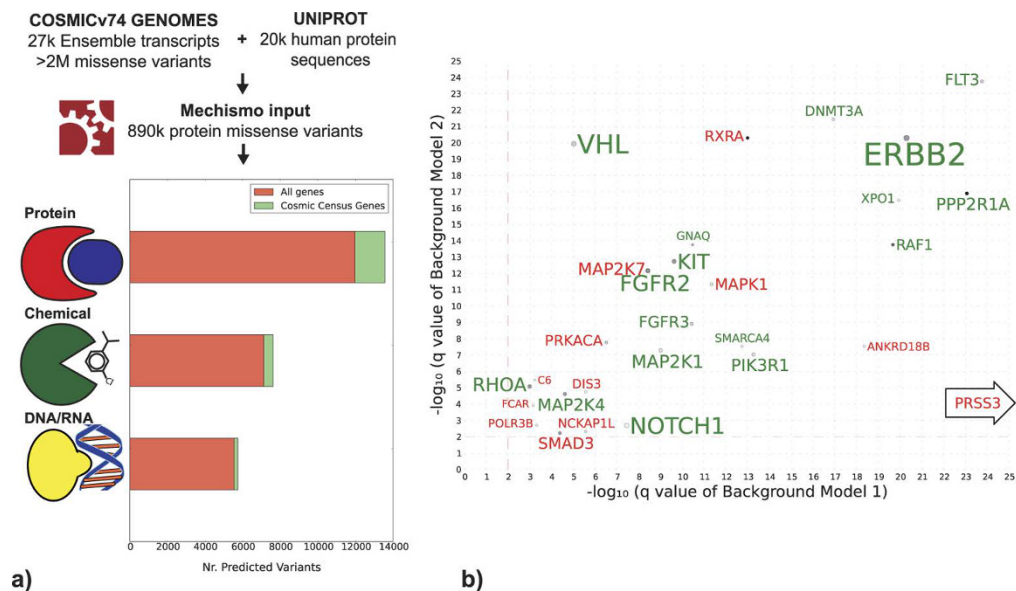 a)
COSMICv74 GENOMES
27k Ensemble transcripts
>2M missense variants
+
UNIPROT
20k human protein
sequences
Mechismo input
890k protein missense variants
All genes
Cosmic Census Genes
Protein
Chemical
DNA/RNA
0 2000 4000 6000 8000 10000 12000 14000
Nr. Predicted Variants
a)
-log₁₀ (q value of Background Model 2)
25
24
23
22
21
20
19
18
17
16
15
14
13
12
11
10
9
8
7
6
5
4
3
2
1
0
FLT3
DNMT3A
RXRA
VHL
ERBB2
XPO1
PPP2R1A
GNAQ
RAF1
KIT
MAP2K7
FGFR2
MAPK1
FGFR3
PRKACA
SMARCA4
ANKRD18B
MAP2K1
PIK3R1
RHOA
C6
DIS3
FCAR
MAP2K4
PRSS3
POLR3B
NCKAP1L
NOTCH1
SMAD3
0 1 2 3 4 5 6 7 8 9 10 11 12 13 14 15 16 17 18 19 20 21 22 23 24 25
-log₁₀ (q value of Background Model 1)
b)